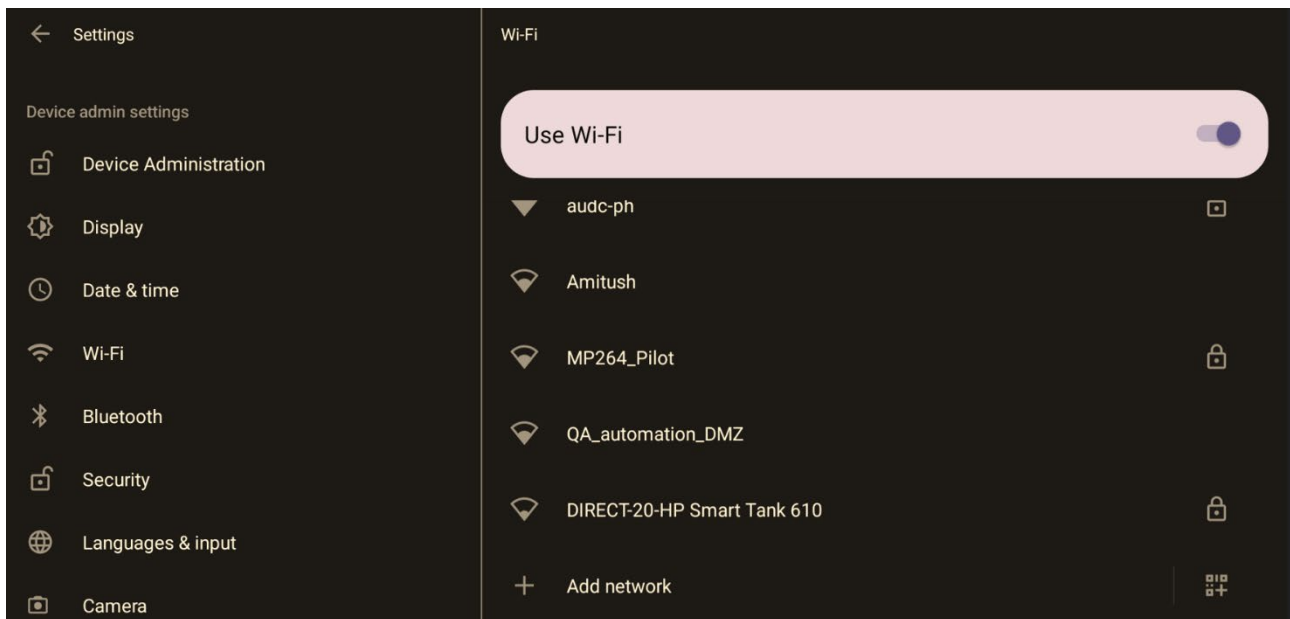 Settings
Device admin settings
Device Administration
Display
Date & time
Wi-Fi
Bluetooth
Security
Languages & input
Camera
Wi-Fi
Use Wi-Fi
audc-ph
Amitush
MP264_Pilot
QA_automation_DMZ
DIRECT-20-HP Smart Tank 610
Add network